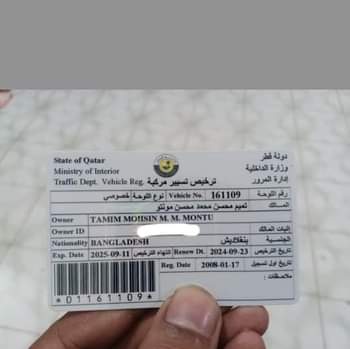 State of Qatar دولة قطر
Ministry of Interior وزارة الداخلية
Traffic Dept. Vehicle Reg. ترخيص تسيير مركبة إدارة المرور
نوع اللوحة خصوصي Vehicle No. 161109 رقم اللوحة
تميم محسن محمد محسن مونتو المالك
Owner TAMIM MOHSIN M. M. MONTU
Owner ID إثبات المالك
Nationality BANGLADESH بنغلاديش الجنسية
Exp. Date 2025-09-11 انتهاء الترخيص Renew Dt. 2024-09-23 تاريخ الترخيص
Reg. Date 2008-01-17 تاريخ اول تسجيل
ملاحظات :
*01161109*